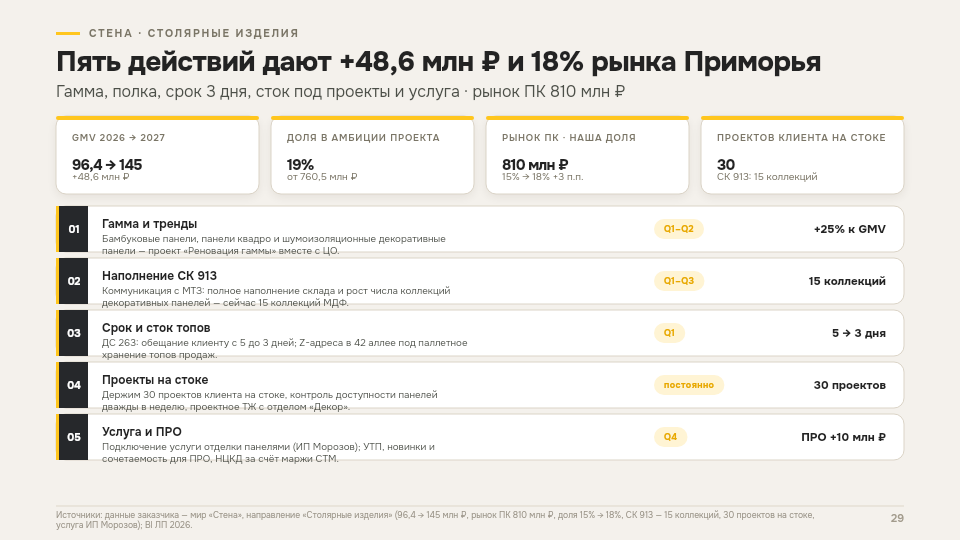 СТЕНА · СТОЛЯРНЫЕ ИЗДЕЛИЯ
Пять действий дают +48,6 млн ₽ и 18% рынка Приморья
Гамма, полка, срок 3 дня, сток под проекты и услуга · рынок ПК 810 млн ₽
GMV 2026 → 2027
96,4 → 145
+48,6 млн ₽
ДОЛЯ В АМБИЦИИ ПРОЕКТА
19%
от 760,5 млн ₽
РЫНОК ПК · НАША ДОЛЯ
810 млн ₽
15% → 18% +3 п.п.
ПРОЕКТОВ КЛИЕНТА НА СТОКЕ
30
СК 913: 15 коллекций
01
Гамма и тренды
Бамбуковые панели, панели квадро и шумоизоляционные декоративные
панели — проект «Реновация гаммы» вместе с ЦО.
Q1–Q2
+25% к GMV
02
Наполнение СК 913
Коммуникация с МТЗ: полное наполнение склада и рост числа коллекций
декоративных панелей — сейчас 15 коллекций МДФ.
Q1–Q3
15 коллекций
03
Срок и сток топов
ДС 263: обещание клиенту с 5 до 3 дней; Z-адреса в 42 аллее под паллетное
хранение топов продаж.
Q1
5 → 3 дня
04
Проекты на стоке
Держим 30 проектов клиента на стоке, контроль доступности панелей
дважды в неделю, проектное ТЖ с отделом «Декор».
постоянно
30 проектов
05
Услуга и ПРО
Подключение услуги отделки панелями (ИП Морозов); УТП, новинки и
сочетаемость для ПРО, НЦКД за счёт маржи СТМ.
Q4
ПРО +10 млн ₽
Источники: данные заказчика — мир «Стена», направление «Столярные изделия» (96,4 → 145 млн ₽, рынок ПК 810 млн ₽, доля 15% → 18%, СК 913 — 15 коллекций, 30 проектов на стоке,
услуга ИП Морозов); BI ЛП 2026.
29